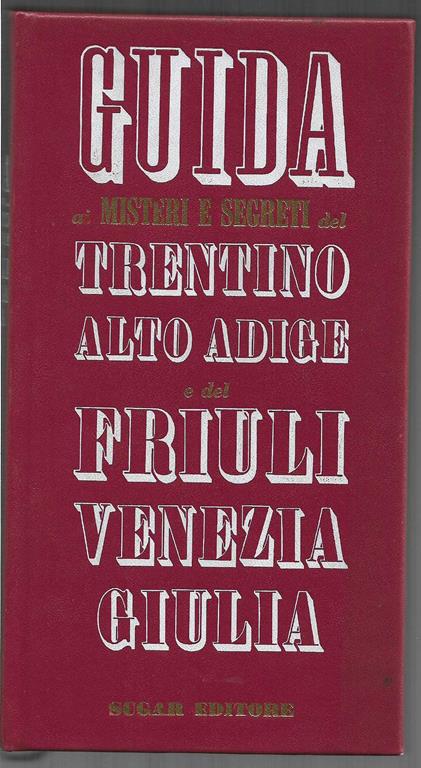 GUIDA
ai MISTERI E SEGRETI del
TRENTINO
ALTO ADIGE
e del
FRIULI
VENEZIA
GIULIA
SUGAR EDITORE